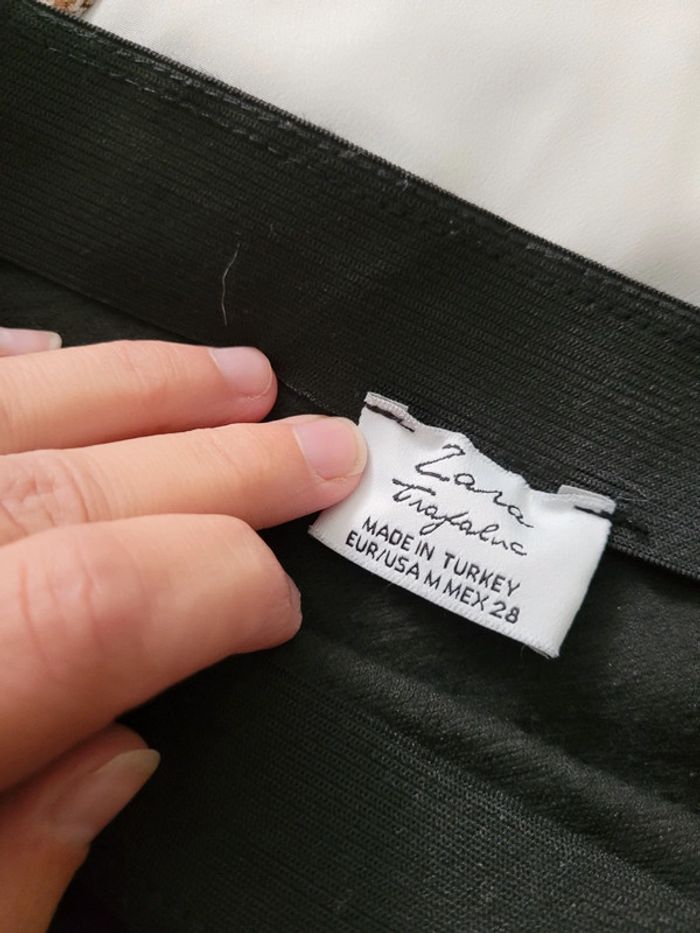 Zara
Trafaluc
MADE IN TURKEY
EUR/USA M MEX 28